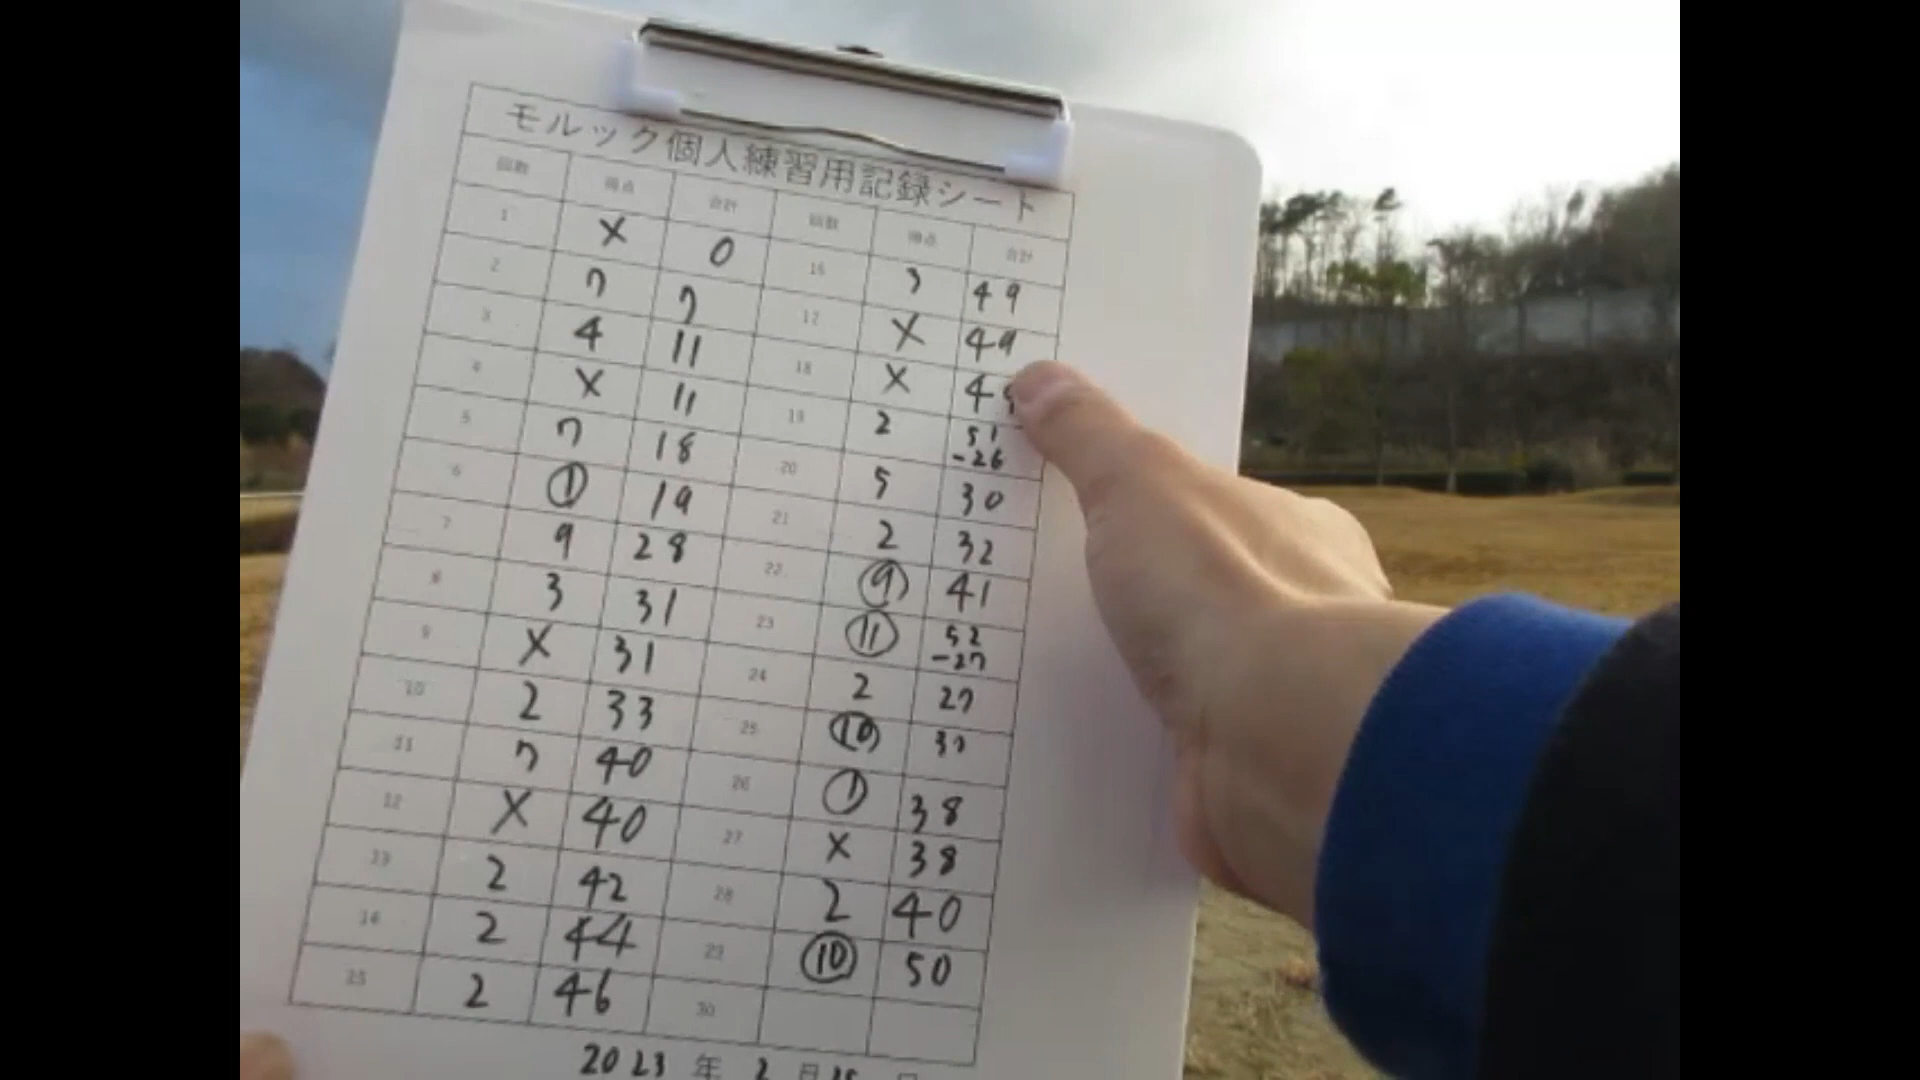 モルック個人練習用記録シート
回数 得点 合計 回数 得点 合計
1 X 0 16 3 49
2 7 7 17 X 49
3 4 11 18 X 49
4 X 11 19 2 51 -26
5 7 18 20 5 30
6 ① 19 21 2 32
7 9 28 22 ⑨ 41
8 3 31 23 ⑪ 52 -27
9 X 31 24 2 27
10 2 33 25 ⑩ 37
11 7 40 26 ① 38
12 X 40 27 X 38
13 2 42 28 2 40
14 2 44 29 ⑩ 50
15 2 46 30
2023 年 2 月 25 日